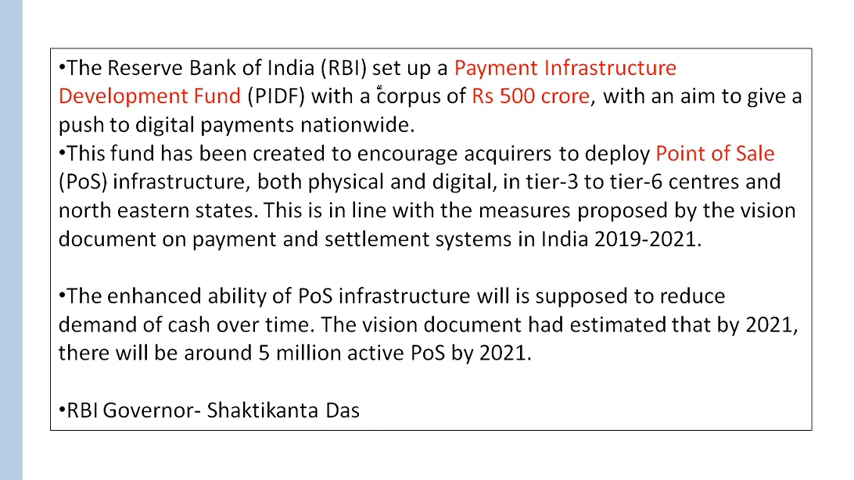 •The Reserve Bank of India (RBI) set up a Payment Infrastructure
Development Fund (PIDF) with a corpus of Rs 500 crore, with an aim to give a
push to digital payments nationwide.
•This fund has been created to encourage acquirers to deploy Point of Sale
(PoS) infrastructure, both physical and digital, in tier-3 to tier-6 centres and
north eastern states. This is in line with the measures proposed by the vision
document on payment and settlement systems in India 2019-2021.
•The enhanced ability of PoS infrastructure will is supposed to reduce
demand of cash over time. The vision document had estimated that by 2021,
there will be around 5 million active PoS by 2021.
•RBI Governor- Shaktikanta Das